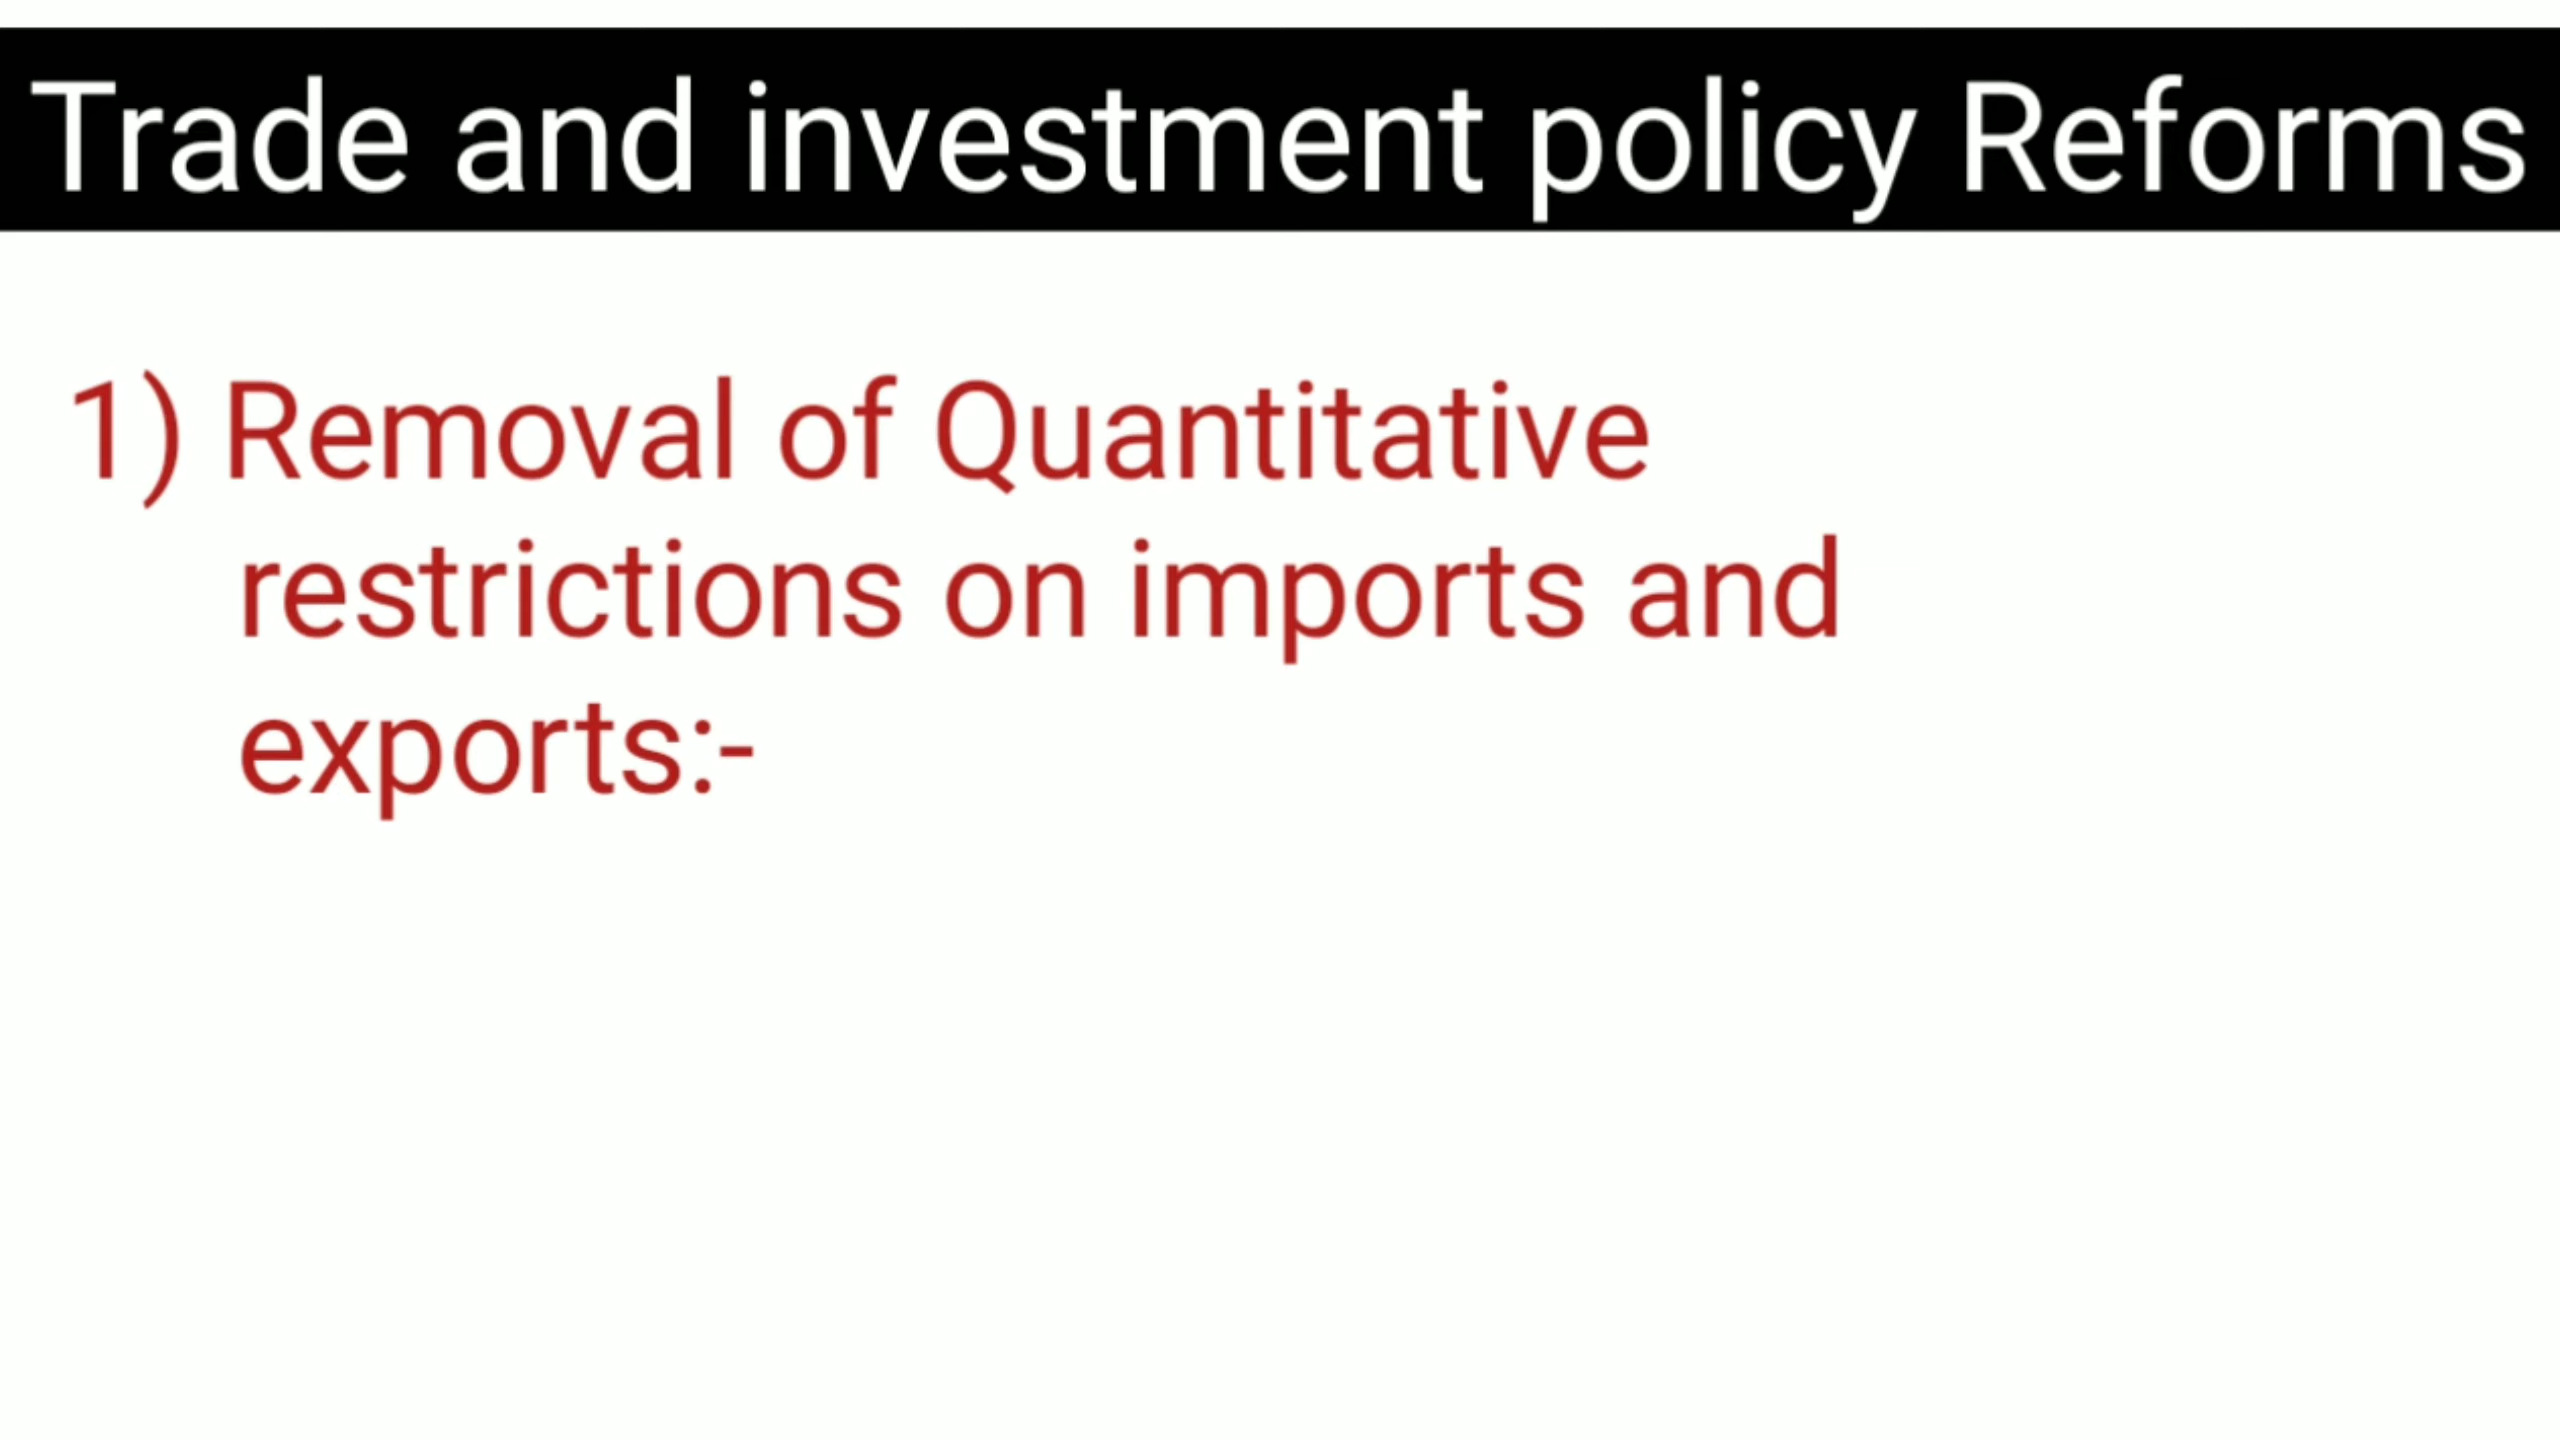 Trade and investment policy Reforms
1) Removal of Quantitative
restrictions on imports and
exports:-